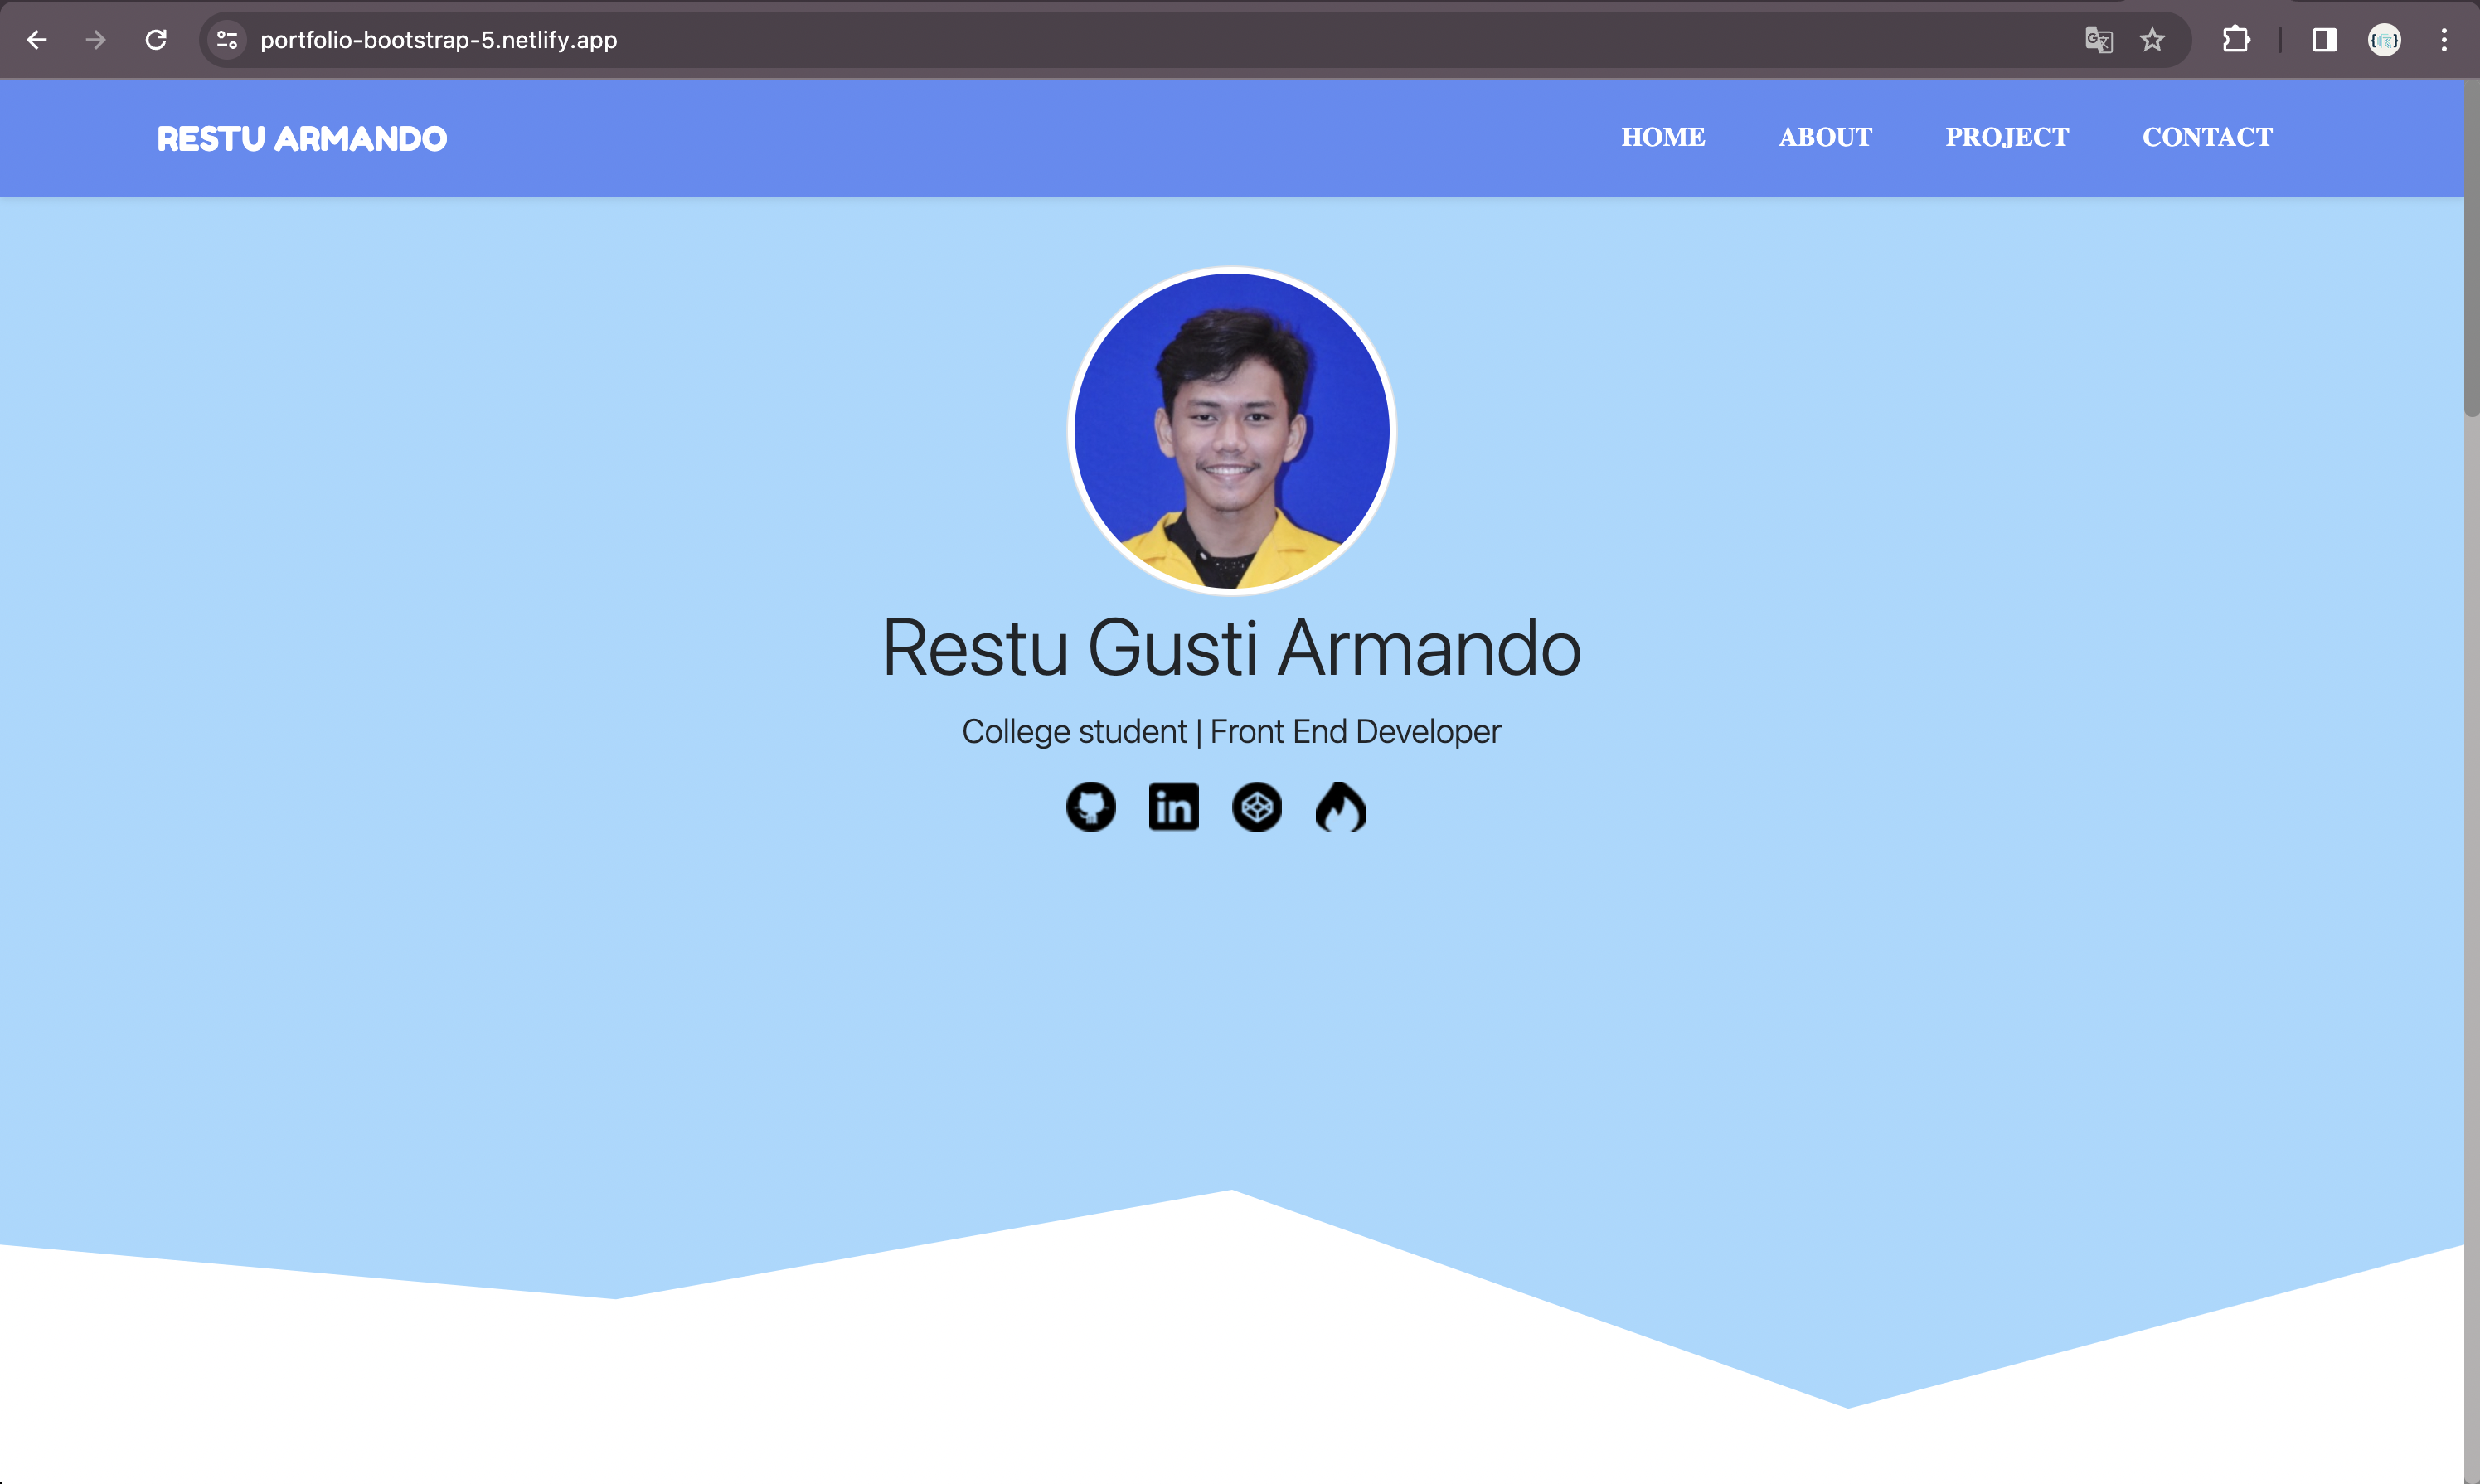 portfolio-bootstrap-5.netlify.app
RESTU ARMANDO
HOME ABOUT PROJECT CONTACT
Restu Gusti Armando
College student | Front End Developer
in